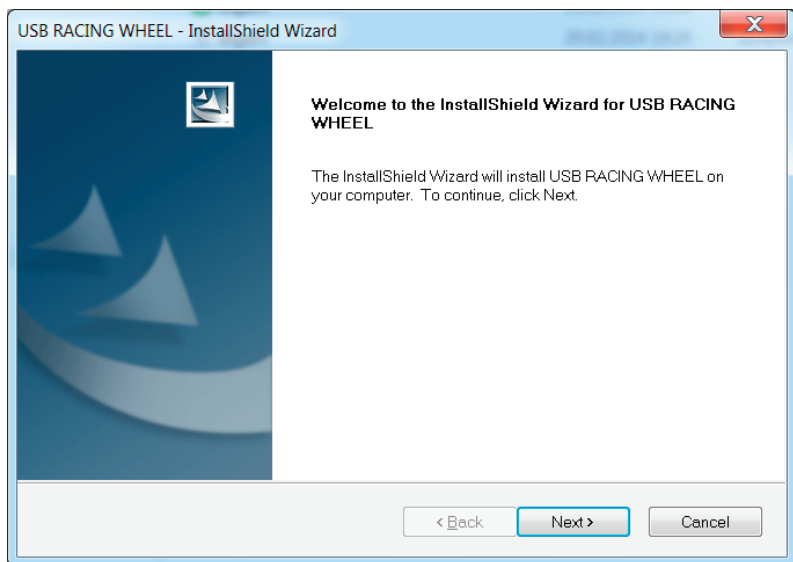 USB RACING WHEEL - InstallShield Wizard
Welcome to the InstallShield Wizard for USB RACING
WHEEL
The InstallShield Wizard will install USB RACING WHEEL on
your computer. To continue, click Next.
< Back Next > Cancel